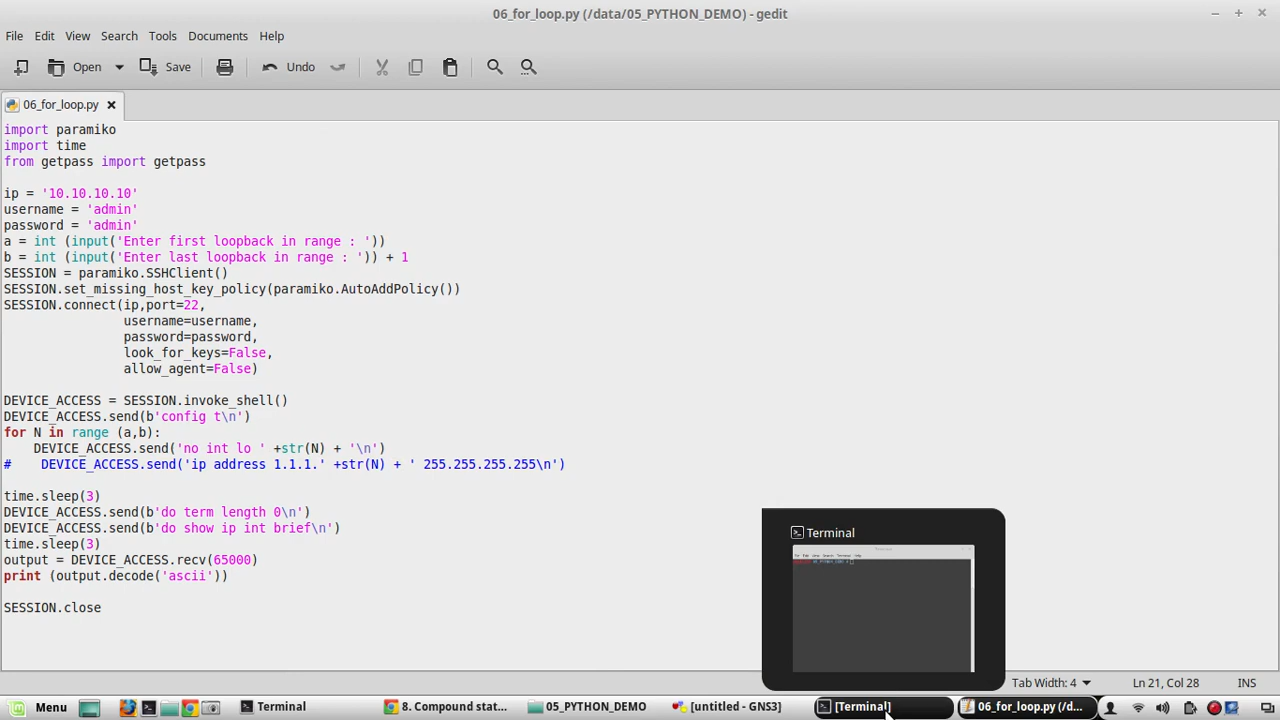 06_for_loop.py (/data/05_PYTHON_DEMO) - gedit
File Edit View Search Tools Documents Help
Open Save Undo
06_for_loop.py
import paramiko
import time
from getpass import getpass
ip = '10.10.10.10'
username = 'admin'
password = 'admin'
a = int (input('Enter first loopback in range : '))
b = int (input('Enter last loopback in range : ')) + 1
SESSION = paramiko.SSHClient()
SESSION.set_missing_host_key_policy(paramiko.AutoAddPolicy())
SESSION.connect(ip,port=22,
username=username,
password=password,
look_for_keys=False,
allow_agent=False)
DEVICE_ACCESS = SESSION.invoke_shell()
DEVICE_ACCESS.send(b'config t\n')
for N in range (a,b):
DEVICE_ACCESS.send('no int lo ' +str(N) + '\n')
#    DEVICE_ACCESS.send('ip address 1.1.1.' +str(N) + ' 255.255.255.255\n')
time.sleep(3)
DEVICE_ACCESS.send(b'do term length 0\n')
DEVICE_ACCESS.send(b'do show ip int brief\n')
time.sleep(3)
output = DEVICE_ACCESS.recv(65000)
print (output.decode('ascii'))
SESSION.close
Terminal
Tab Width: 4 Ln 21, Col 28 INS
Menu Terminal 8. Compound stat... 05_PYTHON_DEMO [untitled - GNS3] [Terminal] 06_for_loop.py (/d...